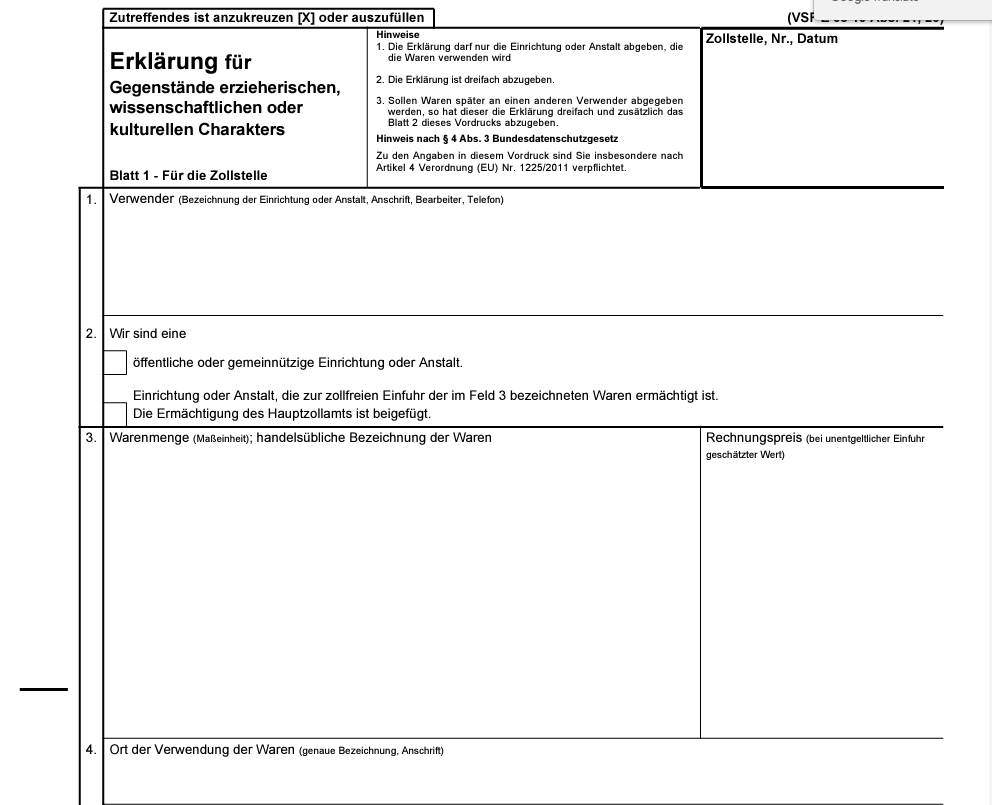 Zutreffendes ist anzukreuzen [X] oder auszufüllen
Erklärung für
Gegenstände erzieherischen,
wissenschaftlichen oder
kulturellen Charakters
Blatt 1 - Für die Zollstelle
Hinweise
1. Die Erklärung darf nur die Einrichtung oder Anstalt abgeben, die
die Waren verwenden wird
2. Die Erklärung ist dreifach abzugeben.
3. Sollen Waren später an einen anderen Verwender abgegeben
werden, so hat dieser die Erklärung dreifach und zusätzlich das
Blatt 2 dieses Vordrucks abzugeben.
Hinweis nach § 4 Abs. 3 Bundesdatenschutzgesetz
Zu den Angaben in diesem Vordruck sind Sie insbesondere nach
Artikel 4 Verordnung (EU) Nr. 1225/2011 verpflichtet.
Zollstelle, Nr., Datum
1. Verwender (Bezeichnung der Einrichtung oder Anstalt, Anschrift, Bearbeiter, Telefon)
2. Wir sind eine
öffentliche oder gemeinnützige Einrichtung oder Anstalt.
Einrichtung oder Anstalt, die zur zollfreien Einfuhr der im Feld 3 bezeichneten Waren ermächtigt ist.
Die Ermächtigung des Hauptzollamts ist beigefügt.
3. Warenmenge (Maßeinheit); handelsübliche Bezeichnung der Waren
Rechnungspreis (bei unentgeltlicher Einfuhr
geschätzter Wert)
4. Ort der Verwendung der Waren (genaue Bezeichnung, Anschrift)